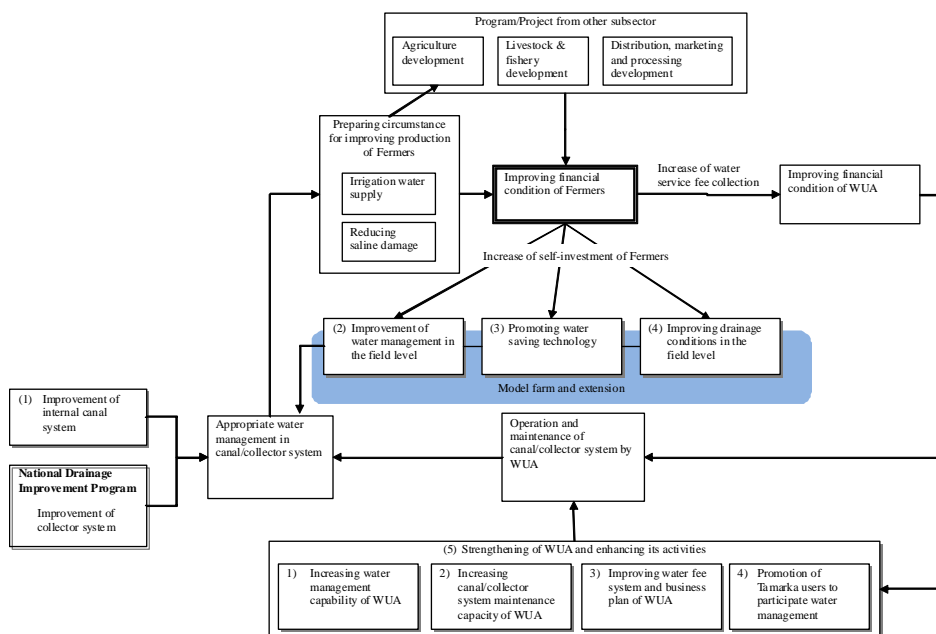 Program/Project from other subsector
Agriculture
development
Livestock &
fishery
development
Distribution, marketing
and processing
development
Preparing circumstance
for improving production
of Fermers
Irrigation water
supply
Reducing
saline damage
Improving financial
condition of Fermers
Increase of water
service fee collection
Improving financial
condition of WUA
Increase of self-investment of Fermers
(2) Improvement of
water management in
the field level
(3) Promoting water
saving technology
(4) Improving drainage
conditions in the
field level
Model farm and extension
(1) Improvement of
internal canal
system
National Drainage
Improvement Program
Improvement of
collector system
Appropriate water
management in
canal/collector system
Operation and
maintenance of
canal/collector system by
WUA
(5) Strengthening of WUA and enhancing its activities
1) Increasing water
management
capability of WUA
2) Increasing
canal/collector
system maintenance
capacity of WUA
3) Improving water fee
system and business
plan of WUA
4) Promotion of
Tamarka users to
participate water
management